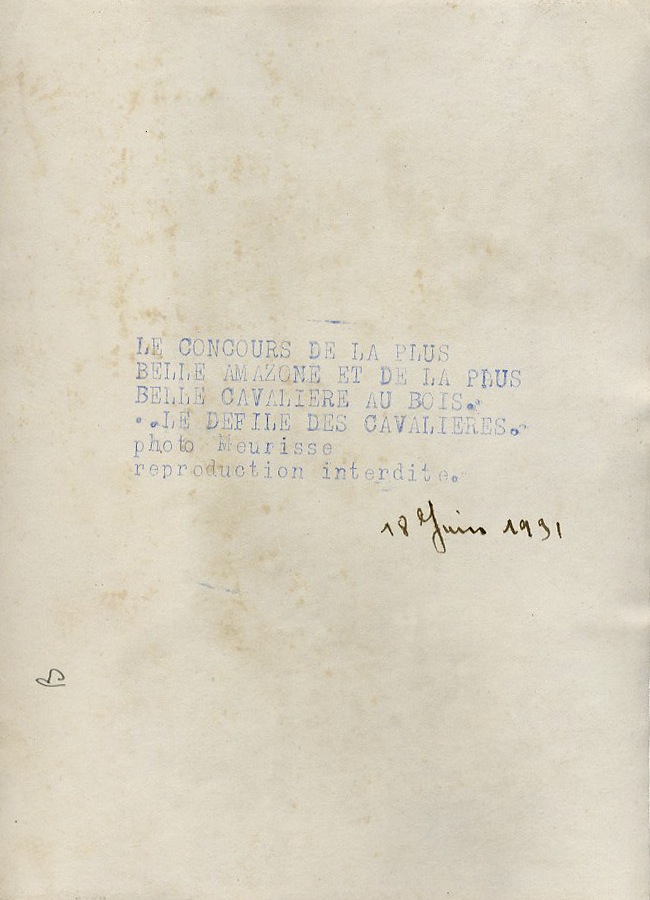 LE CONCOURS DE LA PLUS
BELLE AMAZONE ET DE LA PLUS
BELLE CAVALIERE AU BOIS.
..LE DEFILE DES CAVALIERES.
photo Meurisse
reproduction interdite.
18 Juin 1931